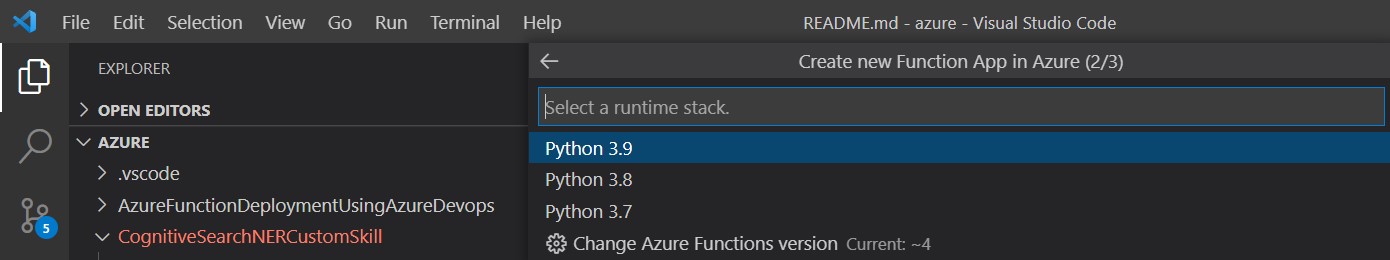 File Edit Selection View Go Run Terminal Help README.md - azure - Visual Studio Code
EXPLORER
OPEN EDITORS
AZURE
.vscode
AzureFunctionDeploymentUsingAzureDevops
CognitiveSearchNERCustomSkill
5
Create new Function App in Azure (2/3)
Select a runtime stack.
Python 3.9
Python 3.8
Python 3.7
Change Azure Functions version Current: ~4